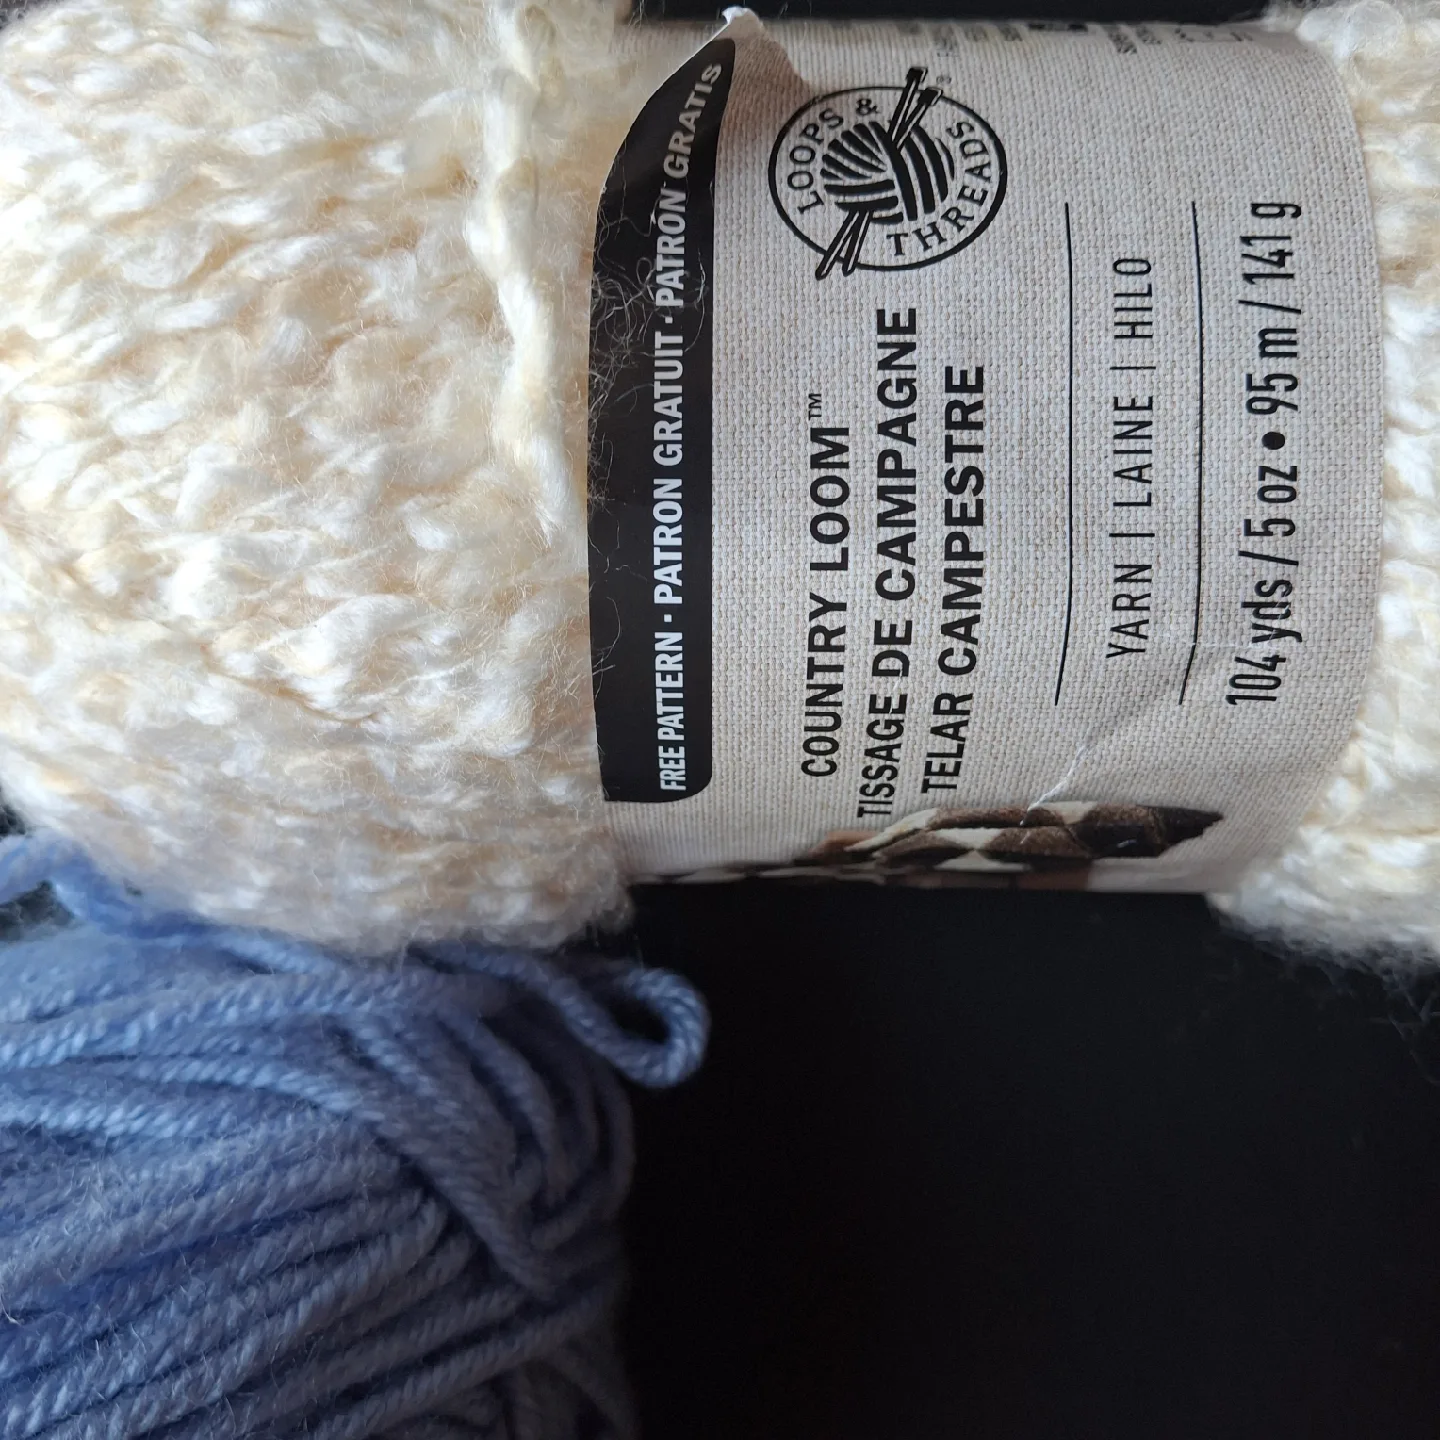 LOOPS & THREADS
®
FREE PATTERN · PATRON GRATUIT · PATRÓN GRATIS
COUNTRY LOOM™
TISSAGE DE CAMPAGNE
TELAR CAMPESTRE
YARN | LAINE | HILO
104 yds / 5 oz • 95 m / 141 g